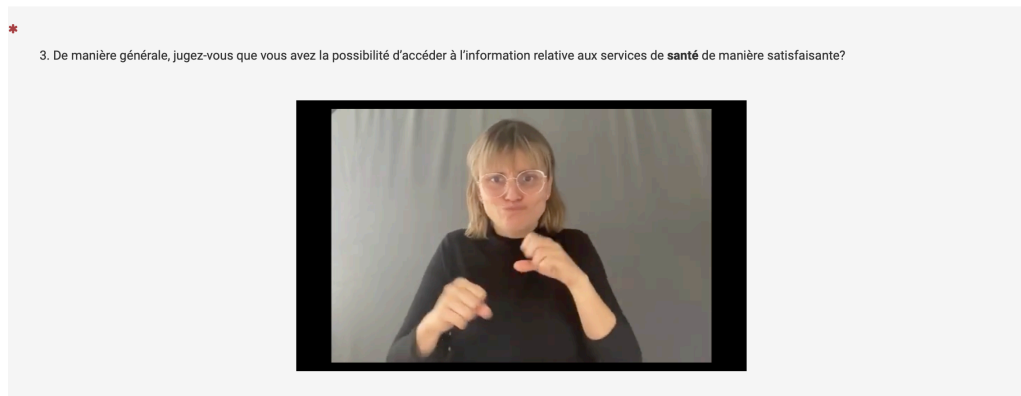 *
3. De manière générale, jugez-vous que vous avez la possibilité d'accéder à l'information relative aux services de santé de manière satisfaisante?